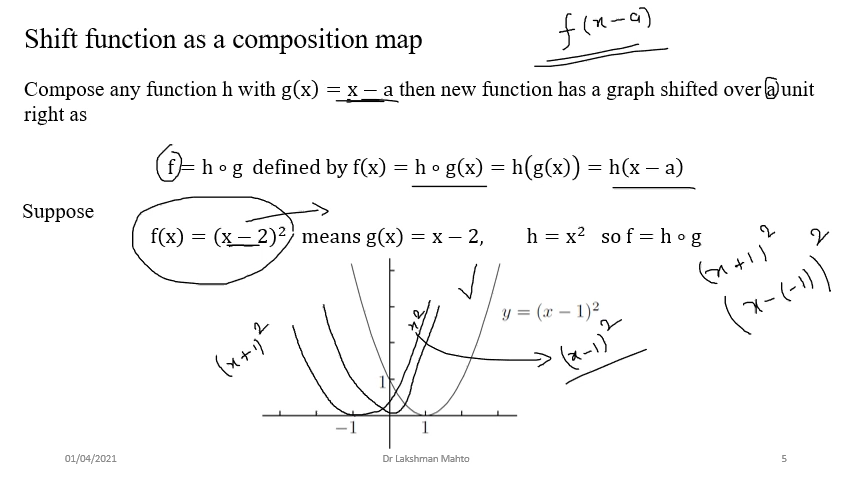 f(x-a)
Shift function as a composition map
Compose any function h with g(x) = x − a then new function has a graph shifted over a unit
right as
f = h ∘ g defined by f(x) = h ∘ g(x) = h(g(x)) = h(x − a)
Suppose
f(x) = (x − 2)², means g(x) = x − 2, h = x² so f = h ∘ g
(x+1)²
(x-(-1))²
y = (x − 1)²
x²
(x+1)²
(x-1)²
1
−1 1
01/04/2021 Dr Lakshman Mahto 5